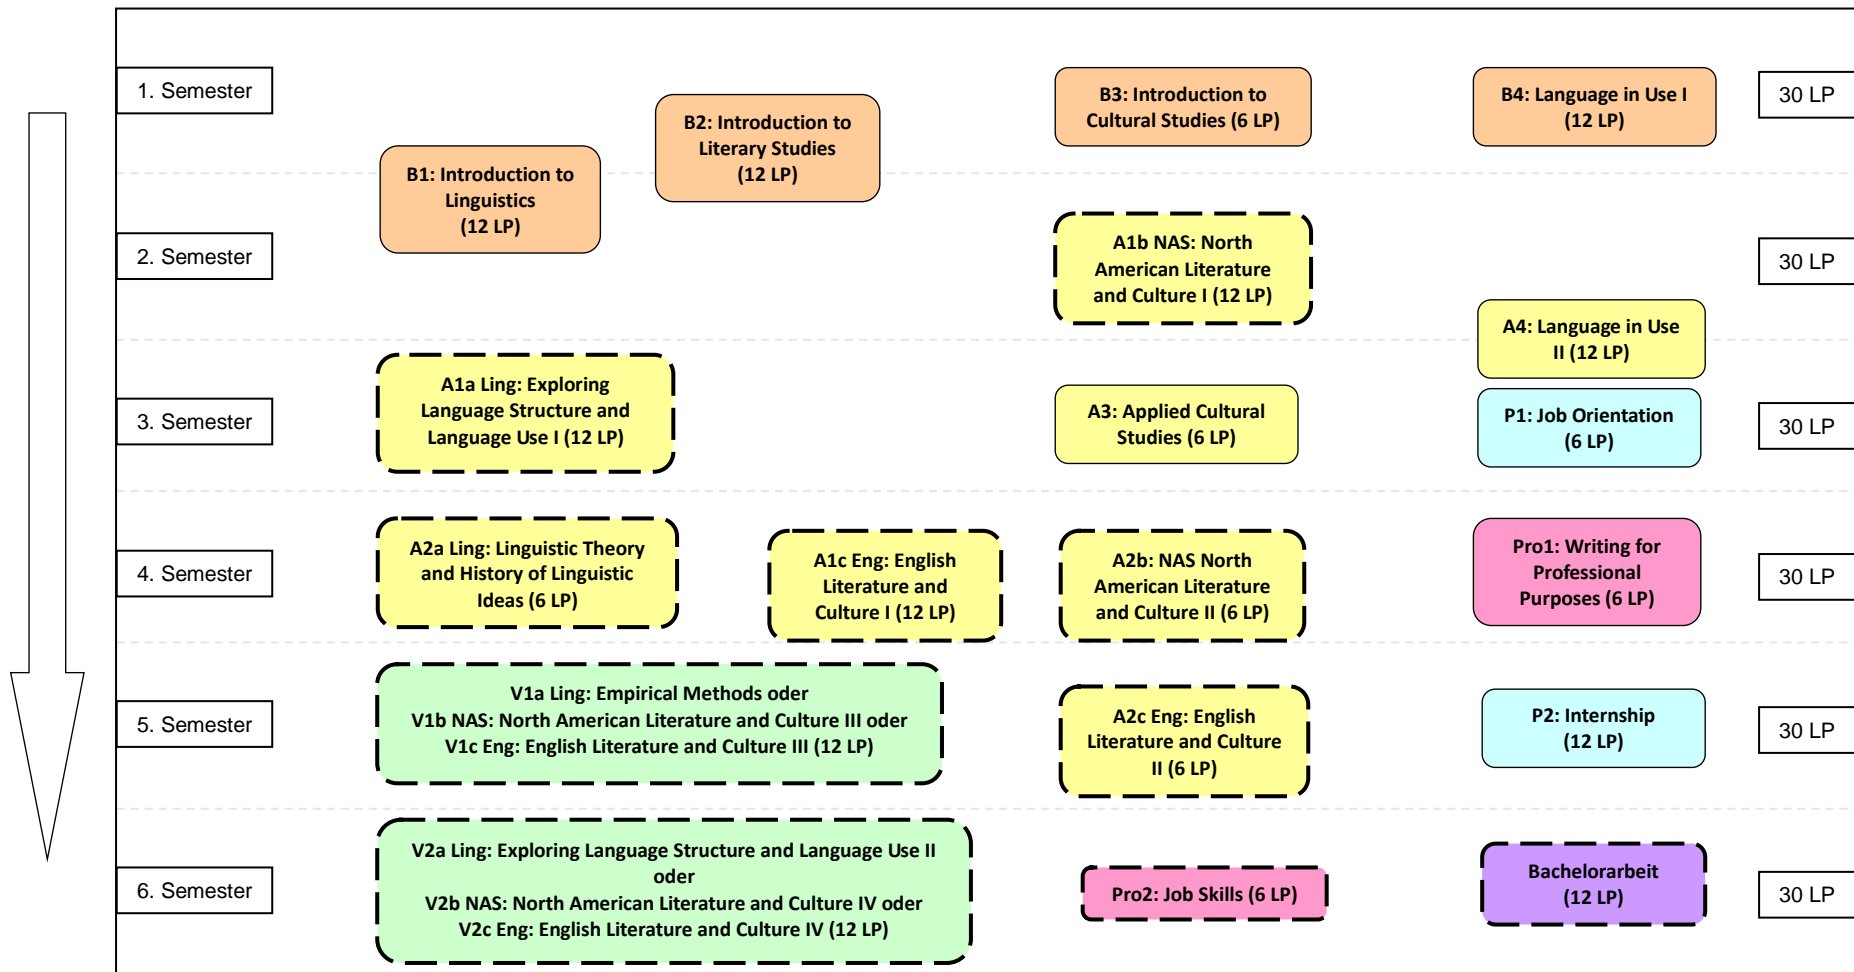 1. Semester
B1: Introduction to
Linguistics
(12 LP)
B2: Introduction to
Literary Studies
(12 LP)
B3: Introduction to
Cultural Studies (6 LP)
B4: Language in Use I
(12 LP)
30 LP
2. Semester
A1b NAS: North
American Literature
and Culture I (12 LP)
A4: Language in Use
II (12 LP)
30 LP
3. Semester
A1a Ling: Exploring
Language Structure and
Language Use I (12 LP)
A3: Applied Cultural
Studies (6 LP)
P1: Job Orientation
(6 LP)
30 LP
4. Semester
A2a Ling: Linguistic Theory
and History of Linguistic
Ideas (6 LP)
A1c Eng: English
Literature and
Culture I (12 LP)
A2b: NAS North
American Literature
and Culture II (6 LP)
Pro1: Writing for
Professional
Purposes (6 LP)
30 LP
5. Semester
V1a Ling: Empirical Methods oder
V1b NAS: North American Literature and Culture III oder
V1c Eng: English Literature and Culture III (12 LP)
A2c Eng: English
Literature and Culture
II (6 LP)
P2: Internship
(12 LP)
30 LP
6. Semester
V2a Ling: Exploring Language Structure and Language Use II
oder
V2b NAS: North American Literature and Culture IV oder
V2c Eng: English Literature and Culture IV (12 LP)
Pro2: Job Skills (6 LP)
Bachelorarbeit
(12 LP)
30 LP